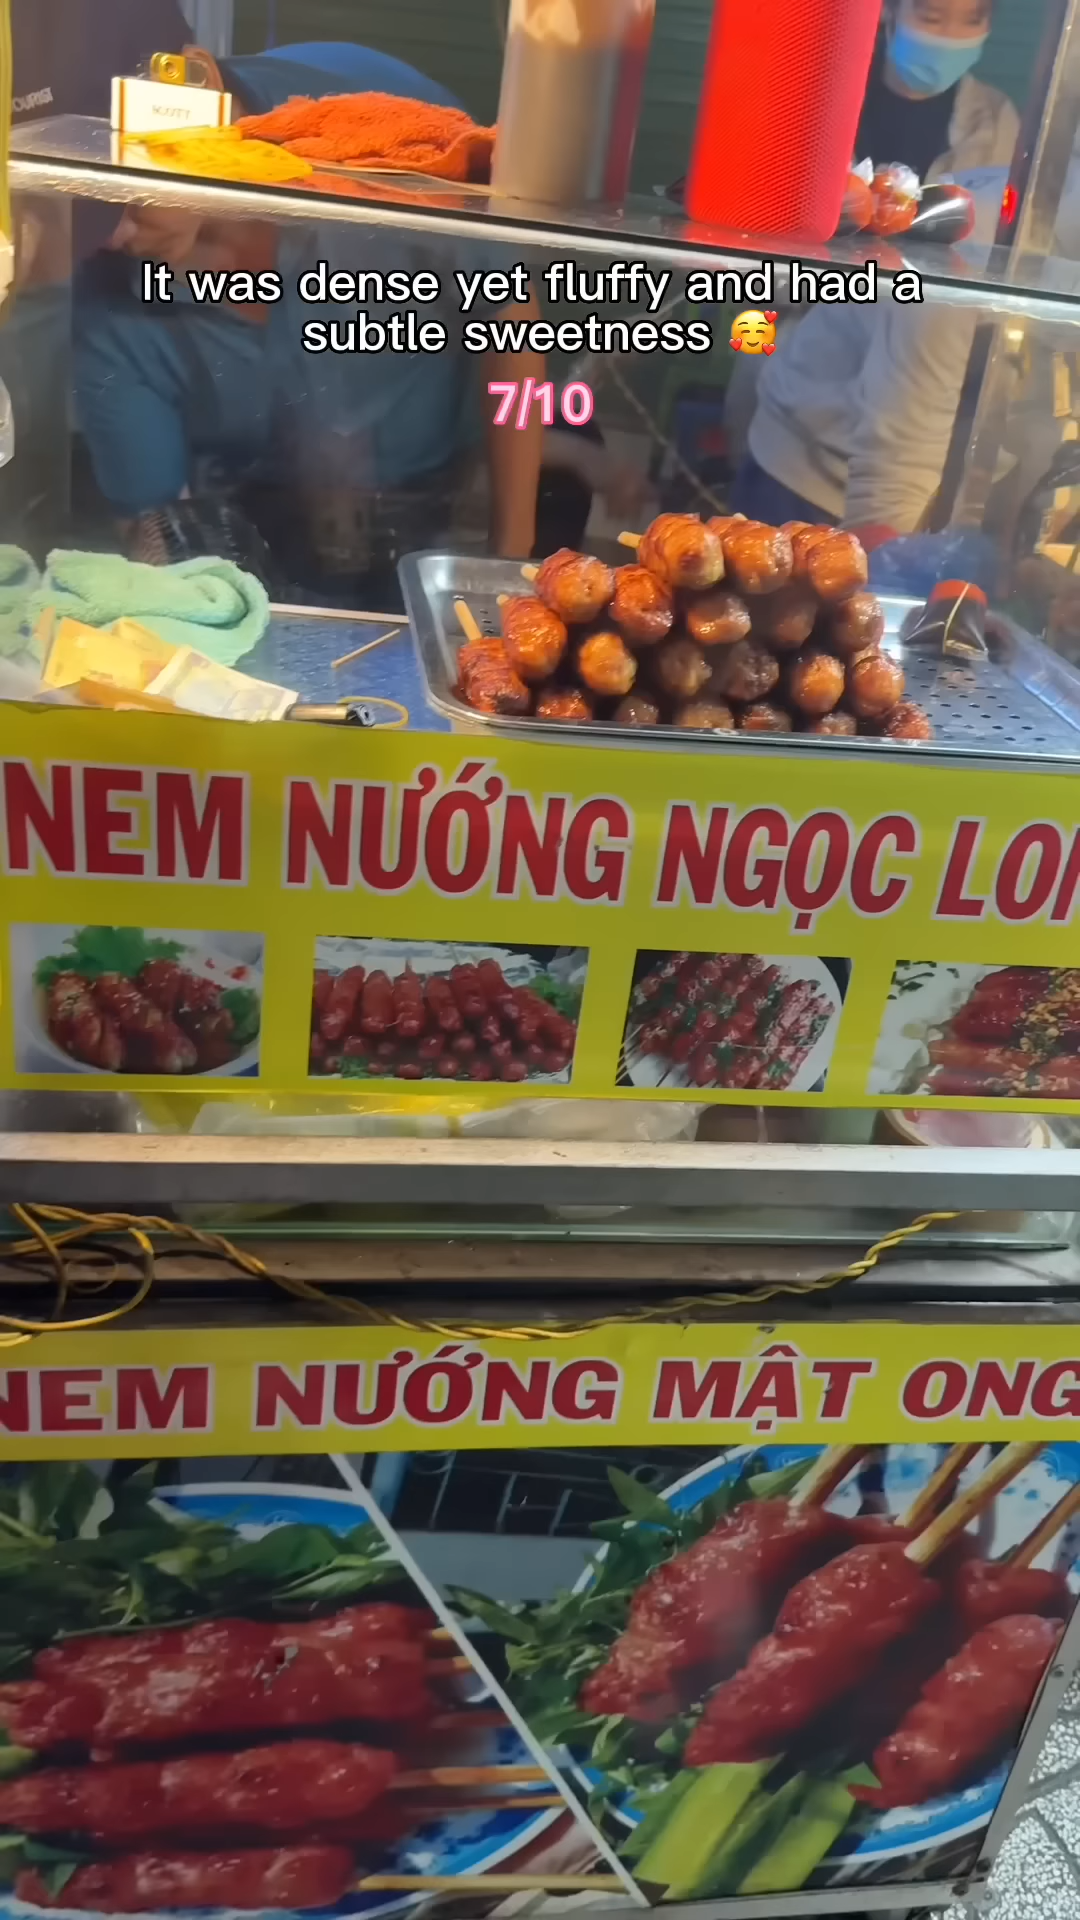 SCOTT
It was dense yet fluffy and had a
subtle sweetness 🥰
7/10
NEM NƯỚNG NGỌC LO
NEM NƯỚNG MẬT ONG